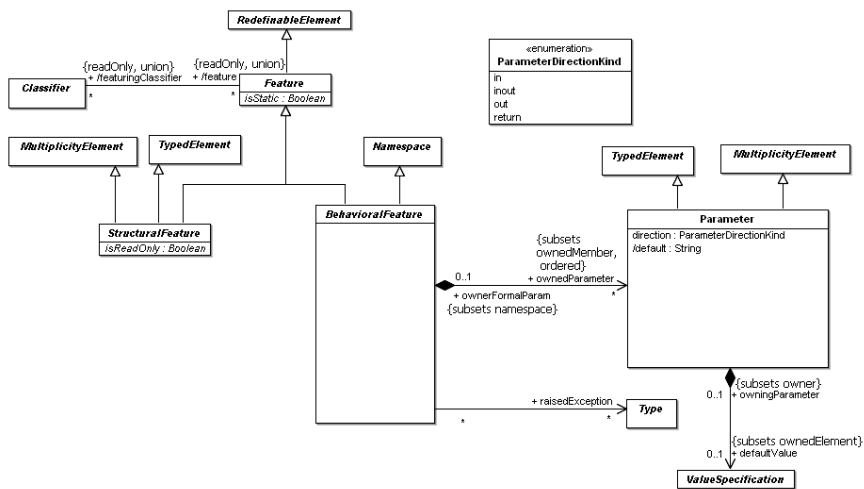 RedefinableElement
{readOnly, union}
{readOnly, union}
+ /featuringClassifier
+ /feature
Classifier
*
*
Feature
isStatic : Boolean
«enumeration»
ParameterDirectionKind
in
inout
out
return
MultiplicityElement
TypedElement
Namespace
TypedElement
MultiplicityElement
StructuralFeature
isReadOnly : Boolean
BehavioralFeature
Parameter
direction : ParameterDirectionKind
/default : String
{subsets
ownedMember,
ordered}
0..1
+ ownedParameter
+ ownerFormalParam
*
{subsets namespace}
+ raisedException
*
*
Type
{subsets owner}
0..1
+ owningParameter
{subsets ownedElement}
0..1
+ defaultValue
ValueSpecification